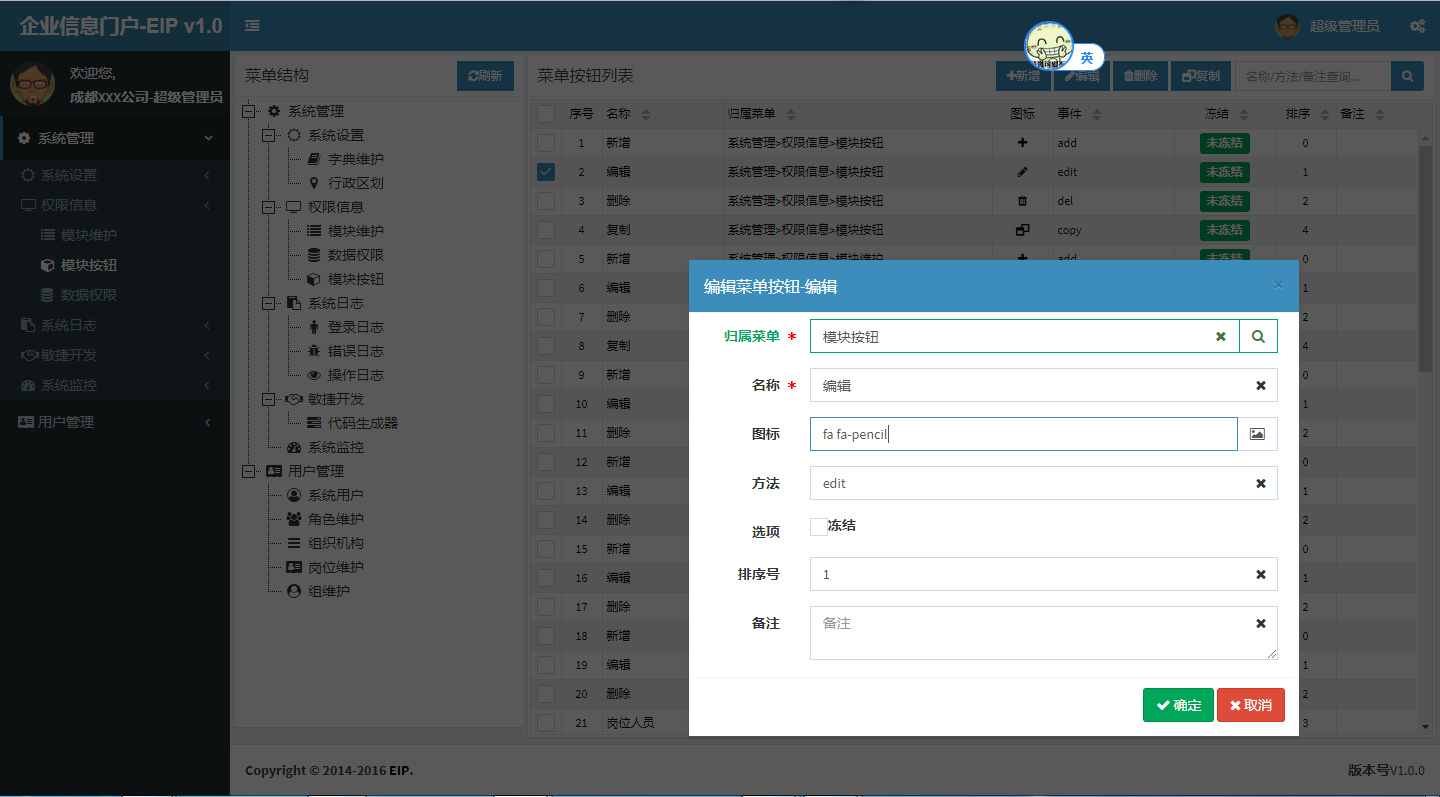 企业信息门户-EIP v1.0
超级管理员
欢迎您,
成都XXX公司-超级管理员
系统管理
系统设置
权限信息
模块维护
模块按钮
数据权限
系统日志
敏捷开发
系统监控
用户管理
菜单结构
刷新
系统管理
系统设置
字典维护
行政区划
权限信息
模块维护
数据权限
模块按钮
系统日志
登录日志
错误日志
操作日志
敏捷开发
代码生成器
系统监控
用户管理
系统用户
角色维护
组织机构
岗位维护
组维护
菜单按钮列表
新增 编辑 删除 复制 名称/方法/备注查询...
英
序号 名称 归属菜单 图标 事件 冻结 排序 备注
1 新增 系统管理>权限信息>模块按钮 add 未冻结 0
2 编辑 系统管理>权限信息>模块按钮 edit 未冻结 1
3 删除 系统管理>权限信息>模块按钮 del 未冻结 2
4 复制 系统管理>权限信息>模块按钮 copy 未冻结 4
5 新增 系统管理>权限信息>模块维护 add 未冻结 0
6 编辑 1
7 删除 2
8 复制 4
9 新增 0
10 编辑 1
11 删除 2
12 新增 0
13 编辑 1
14 删除 2
15 新增 0
16 编辑 1
17 删除 2
18 新增 0
19 编辑 1
20 删除 2
21 岗位人员 3
编辑菜单按钮-编辑
×
归属菜单 * 模块按钮
名称 * 编辑
图标 fa fa-pencil
方法 edit
选项 冻结
排序号 1
备注 备注
确定 取消
Copyright © 2014-2016 EIP.
版本号V1.0.0